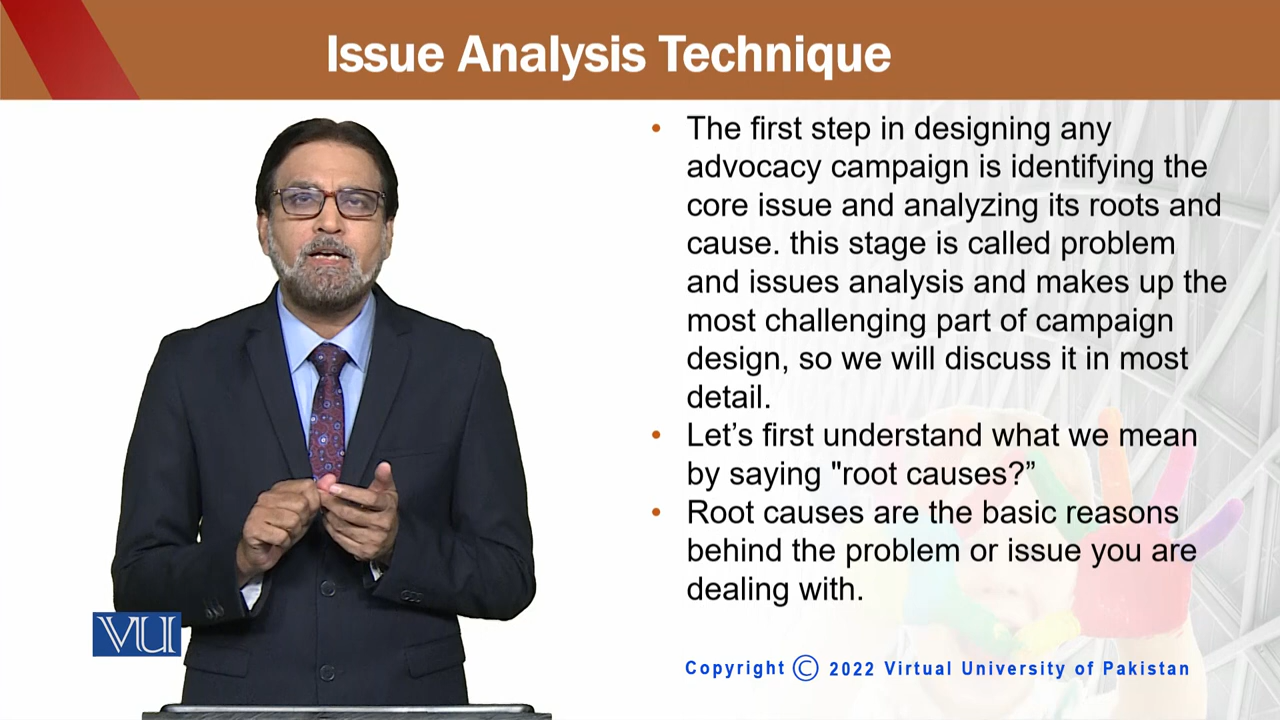 Issue Analysis Technique
• The first step in designing any
advocacy campaign is identifying the
core issue and analyzing its roots and
cause. this stage is called problem
and issues analysis and makes up the
most challenging part of campaign
design, so we will discuss it in most
detail.
• Let’s first understand what we mean
by saying "root causes?”
• Root causes are the basic reasons
behind the problem or issue you are
dealing with.
VU
Copyright © 2022 Virtual University of Pakistan